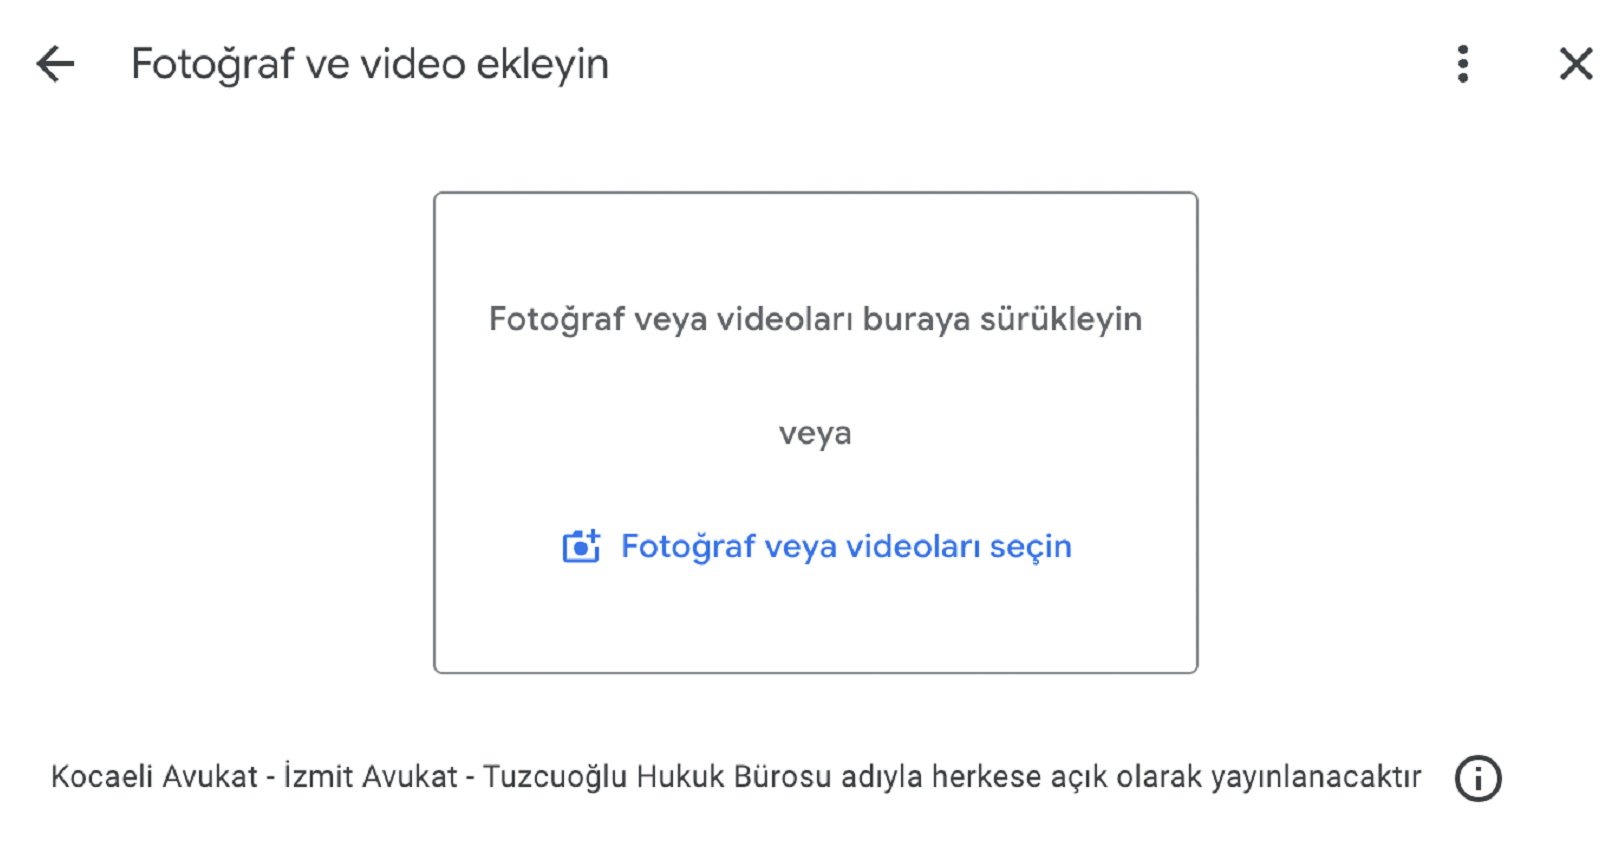 Fotoğraf ve video ekleyin
Fotoğraf veya videoları buraya sürükleyin
veya
Fotoğraf veya videoları seçin
Kocaeli Avukat - İzmit Avukat - Tuzcuoğlu Hukuk Bürosu adıyla herkese açık olarak yayınlanacaktır